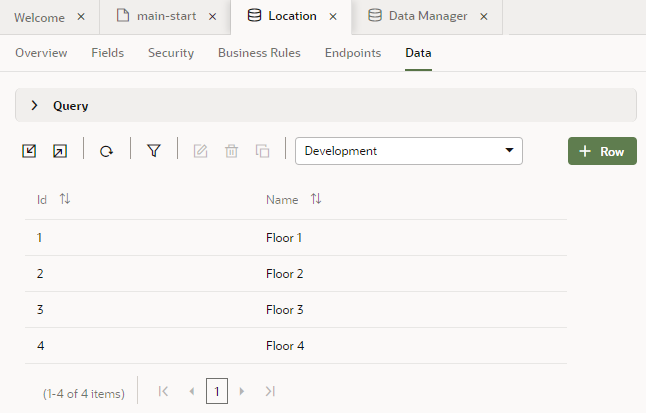 Welcome × main-start × Location × Data Manager ×
Overview Fields Security Business Rules Endpoints Data
Query
Development + Row
Id Name
1 Floor 1
2 Floor 2
3 Floor 3
4 Floor 4
(1-4 of 4 items) 1